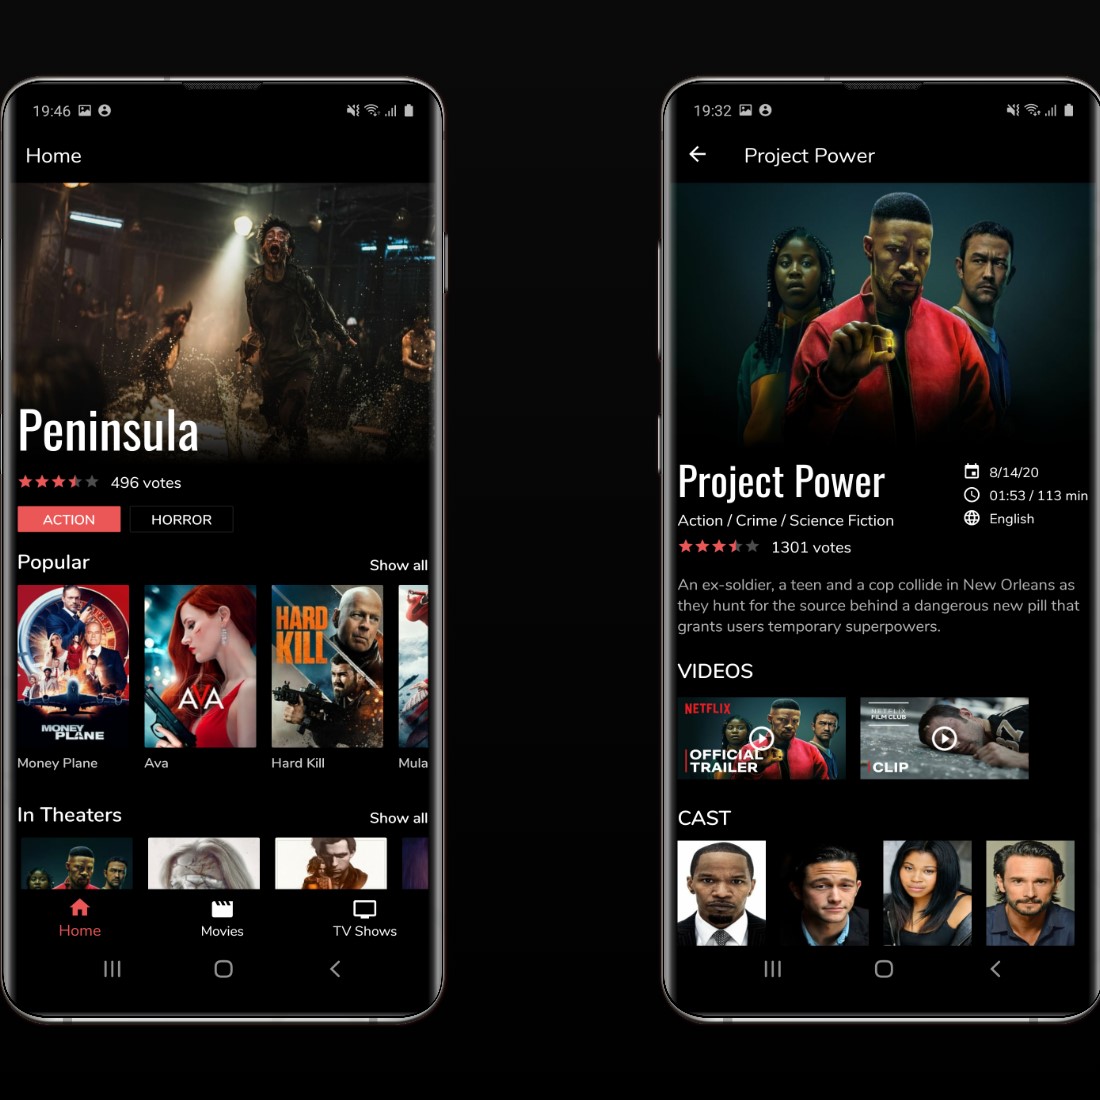 19:46
Home
Peninsula
496 votes
ACTION
HORROR
Popular
Show all
HARD
KILL
AVA
MONEY
PLANE
Money Plane
Ava
Hard Kill
Mula
In Theaters
Show all
Home
Movies
TV Shows
19:32
Project Power
Project Power
8/14/20
01:53 / 113 min
English
Action / Crime / Science Fiction
1301 votes
An ex-soldier, a teen and a cop collide in New Orleans as
they hunt for the source behind a dangerous new pill that
grants users temporary superpowers.
VIDEOS
NETFLIX
OFFICIAL
TRAILER
NETFLIX
FILM CLUB
CLIP
CAST